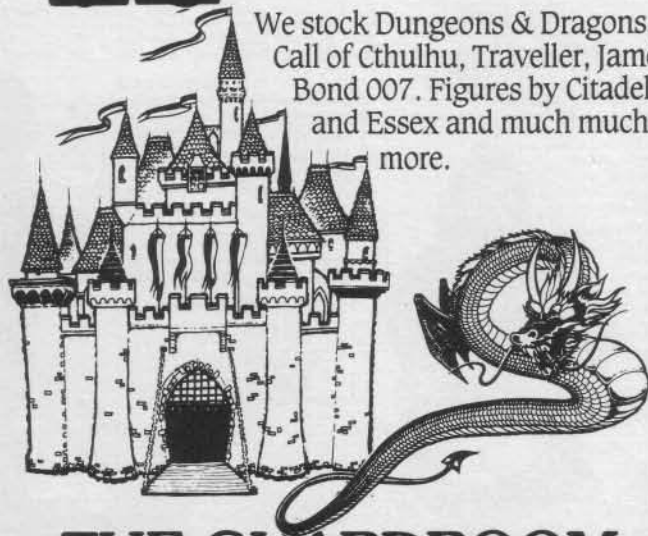 We stock Dungeons & Dragons
Call of Cthulhu, Traveller, Jame
Bond 007. Figures by Citadel
and Essex and much much
more.